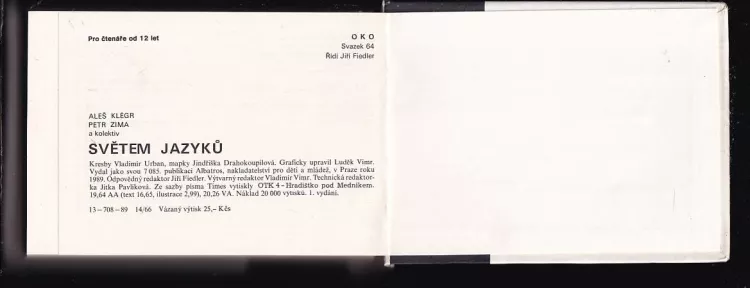 Pro čtenáře od 12 let
OKO
Svazek 64
Řídí Jiří Fiedler
ALEŠ KLÉGR
PETR ZIMA
a kolektiv
SVĚTEM JAZYKŮ
Kresby Vladimír Urban, mapky Jindřiška Drahokoupilová. Graficky upravil Luděk Vimr.
Vydal jako svou 7 085. publikaci Albatros, nakladatelství pro děti a mládež, v Praze roku
1989. Odpovědný redaktor Jiří Fiedler. Výtvarný redaktor Vladimír Vimr. Technická redaktor-
ka Jitka Pavlíková. Ze sazby písma Times vytiskly OTK 4 - Hradištko pod Medníkem.
19,64 AA (text 16,65, ilustrace 2,99), 20,26 VA. Náklad 20 000 výtisků. 1. vydání.
13—708—89 14/66 Vázaný výtisk 25,– Kčs